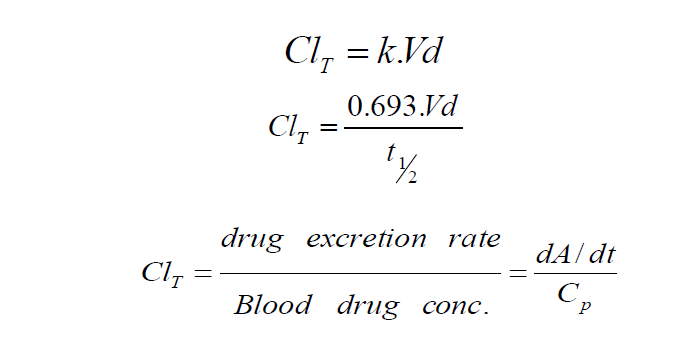 Cl_T = k.Vd
Cl_T = 0.693.Vd / t_1/2
Cl_T = drug excretion rate / Blood drug conc. = dA / dt / C_p